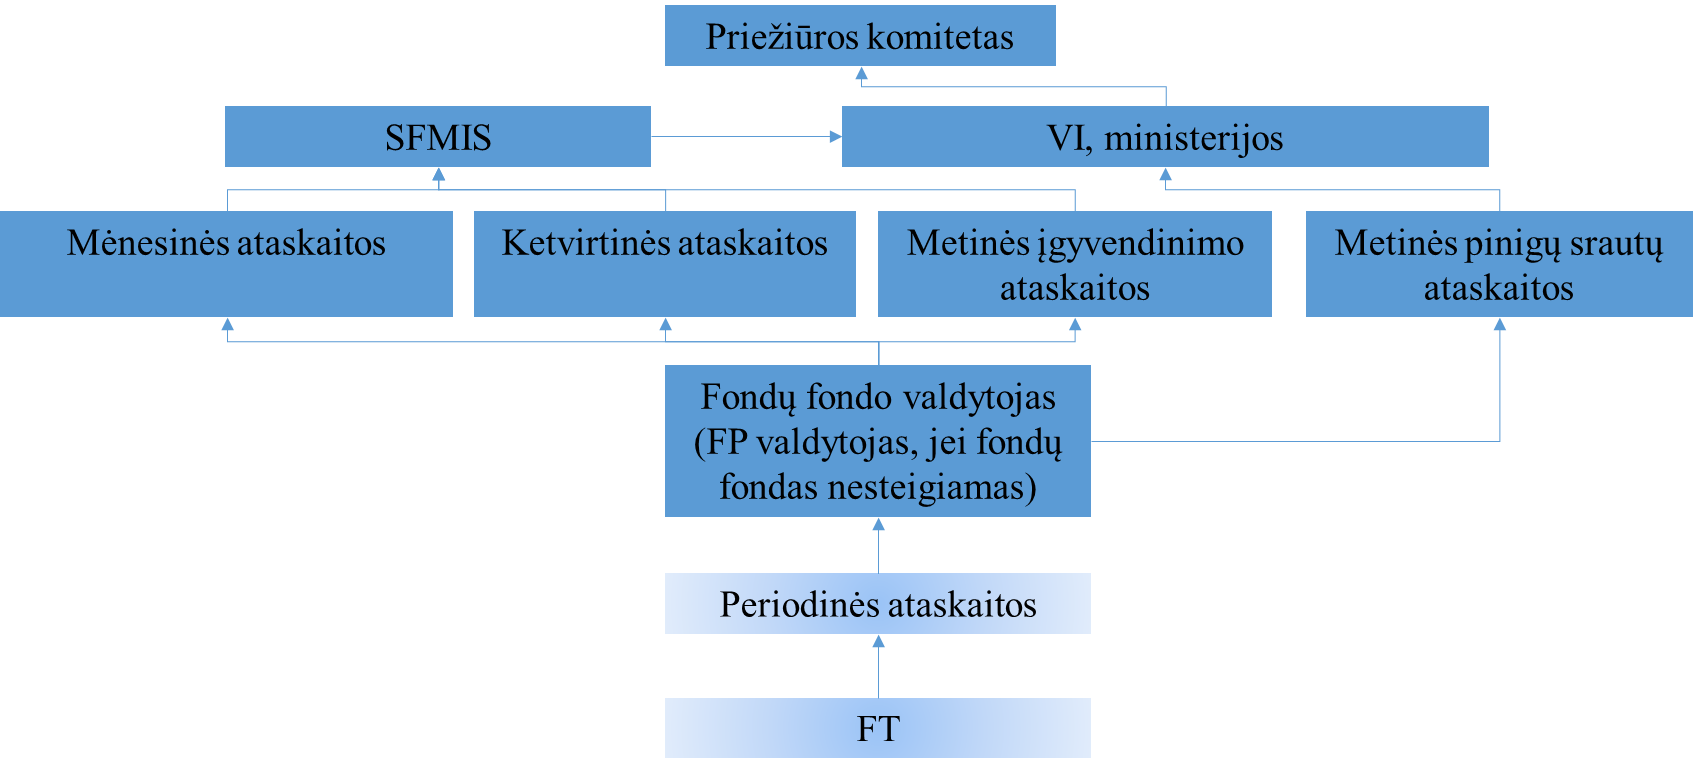 Priežiūros komitetas
SFMIS
VI, ministerijos
Mėnesinės ataskaitos
Ketvirtinės ataskaitos
Metinės įgyvendinimo
ataskaitos
Metinės pinigų srautų
ataskaitos
Fondų fondo valdytojas
(FP valdytojas, jei fondų
fondas nesteigiamas)
Periodinės ataskaitos
FT